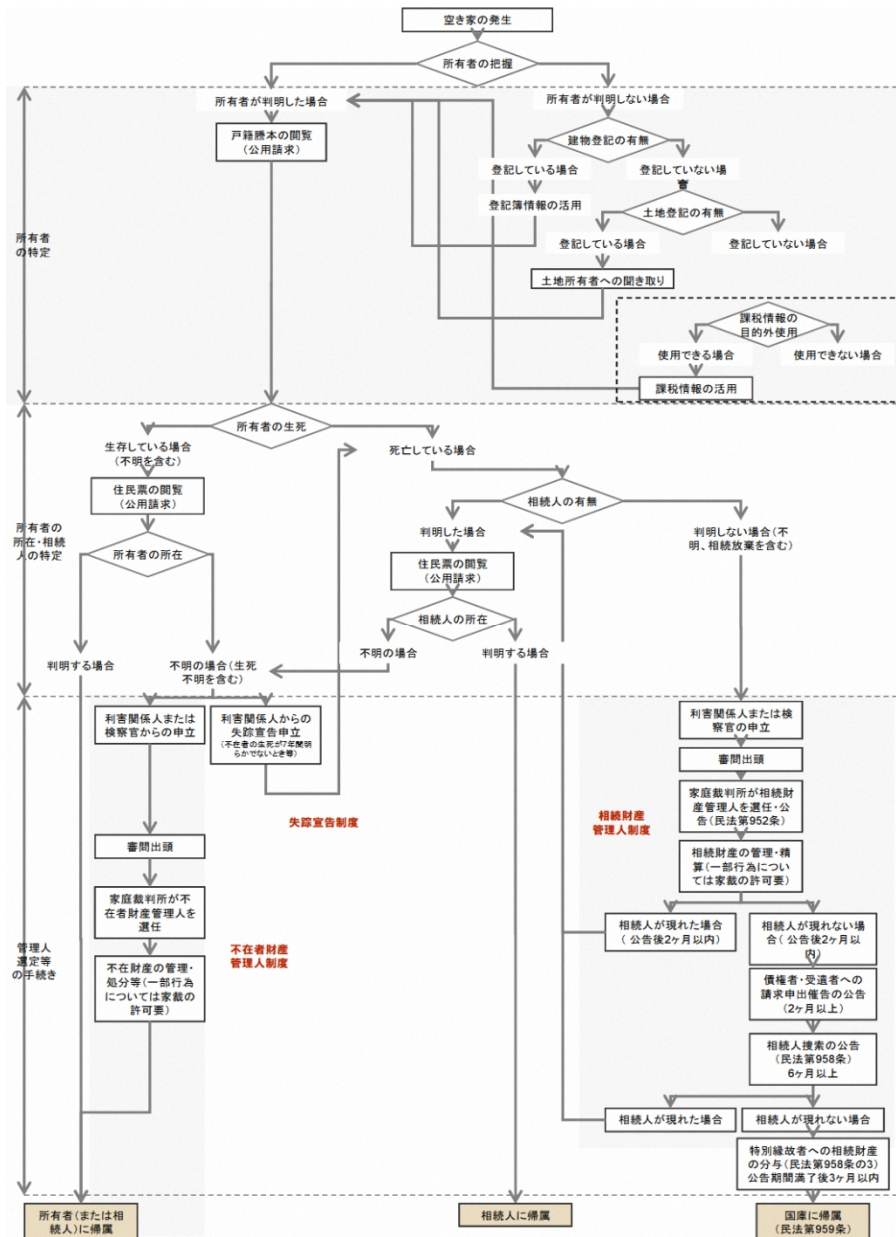 空き家の発生
所有者の把握
所有者が判明した場合
所有者が判明しない場合
戸籍謄本の閲覧
(公用請求)
建物登記の有無
登記している場合
登記していない場
登記簿情報の活用
土地登記の有無
登記している場合
登記していない場合
所有者
の特定
土地所有者への聞き取り
課税情報の
目的外使用
使用できる場合
使用できない場合
課税情報の活用
所有者の生死
生存している場合
(不明を含む)
死亡している場合
住民票の閲覧
(公用請求)
相続人の有無
所有者の
所在・相続
人の特定
判明した場合
判明しない場合(不
明、相続放棄を含む)
所有者の所在
住民票の閲覧
(公用請求)
相続人の所在
判明する場合
不明の場合(生死
不明を含む)
不明の場合
判明する場合
利害関係人または
検察官からの申立
利害関係人からの
失踪宣告申立
(不在者の生死が7年間明
らかでないとき等)
利害関係人または検
察官の申立
審問出頭
失踪宣告制度
相続財産
管理人制度
家庭裁判所が相続財
産管理人を選任・公
告(民法第952条)
審問出頭
相続財産の管理・精
算(一部行為につい
ては家裁の許可要)
家庭裁判所が不
在者財産管理人を
選任
相続人が現れた場合
(公告後2ヶ月以内)
相続人が現れない場
合(公告後2ヶ月以
内)
管理人
選定等
の手続き
不在者財産
管理人制度
不在財産の管理・
処分等(一部行為
については家裁の
許可要)
債権者・受遺者への
請求申出催告の公告
(2ヶ月以上)
相続人捜索の公告
(民法第958条)
6ヶ月以上
相続人が現れた場合
相続人が現れない場合
特別縁故者への相続財産
の分与(民法第958条の3)
公告期間満了後3ヶ月以内
所有者(または相
続人)に帰属
相続人に帰属
国庫に帰属
(民法第959条)